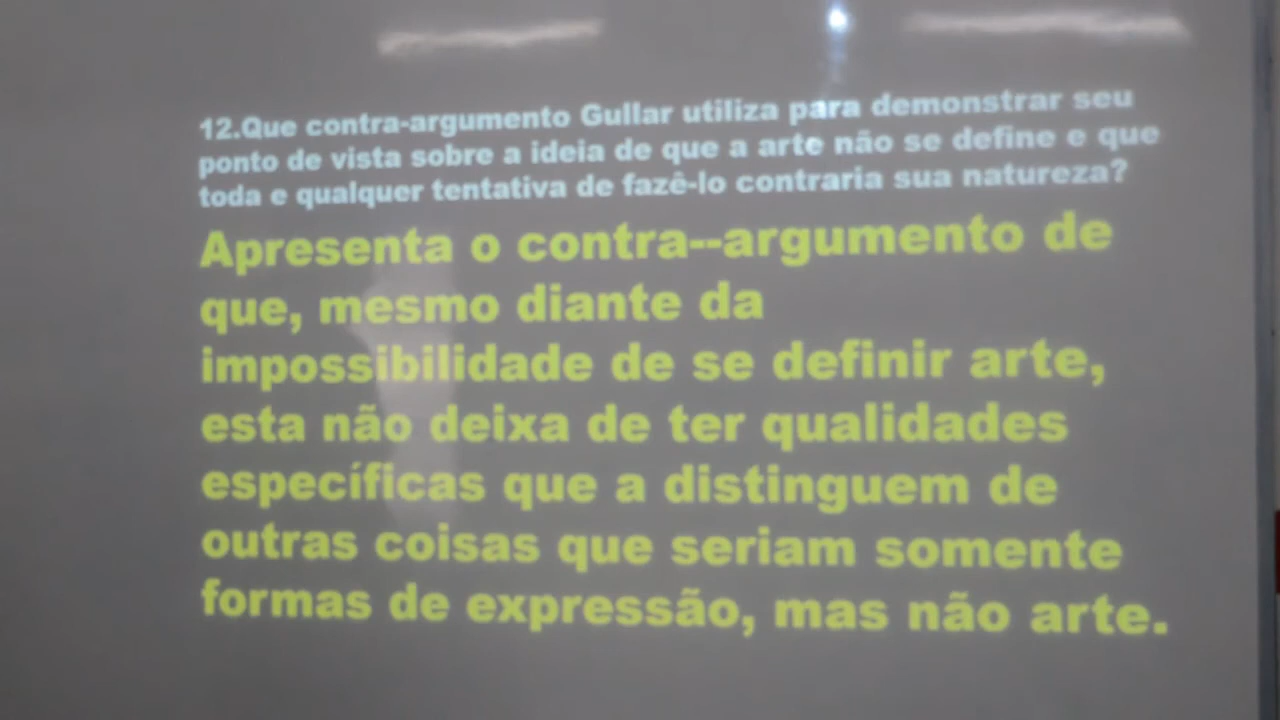 12.Que contra-argumento Gullar utiliza para demonstrar seu
ponto de vista sobre a ideia de que a arte não se define e que
toda e qualquer tentativa de fazê-lo contraria sua natureza?
Apresenta o contra--argumento de
que, mesmo diante da
impossibilidade de se definir arte,
esta não deixa de ter qualidades
específicas que a distinguem de
outras coisas que seriam somente
formas de expressão, mas não arte.